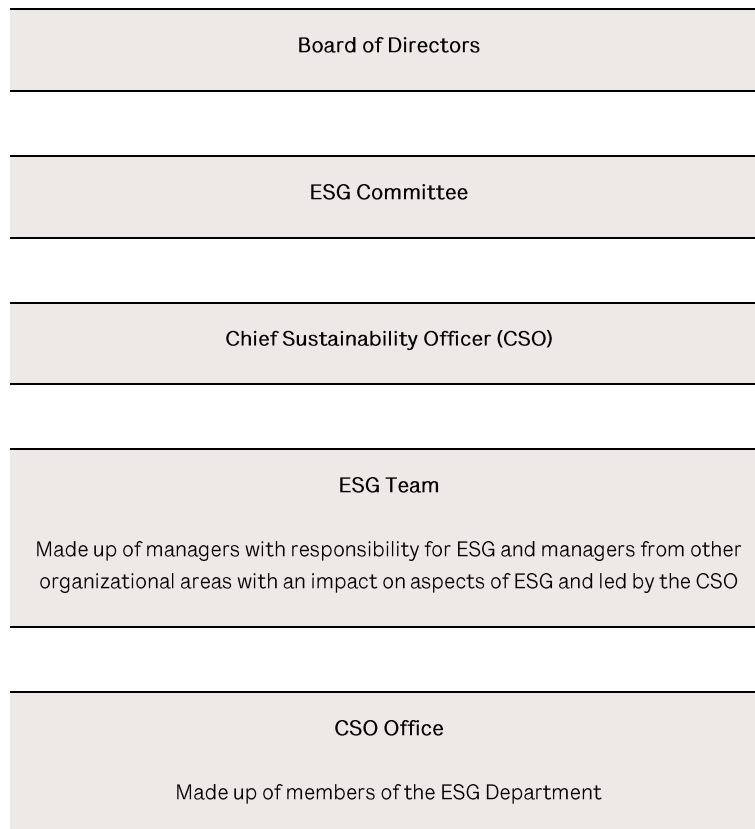 Board of Directors
ESG Committee
Chief Sustainability Officer (CSO)
ESG Team
Made up of managers with responsibility for ESG and managers from other
organizational areas with an impact on aspects of ESG and led by the CSO
CSO Office
Made up of members of the ESG Department